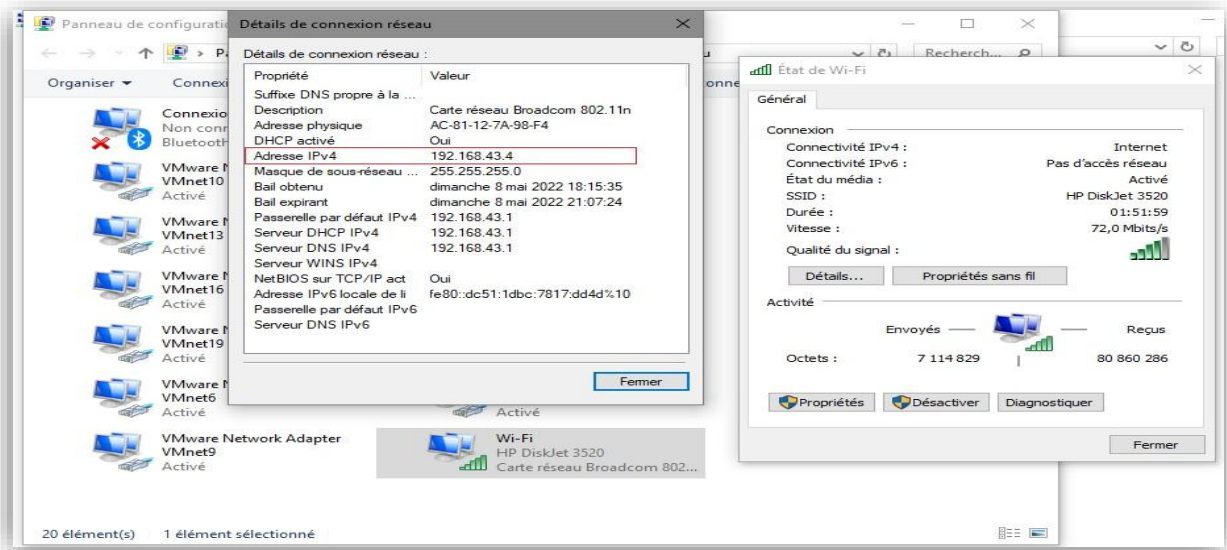 Panneau de configuratio
Pa
Recherch...
Organiser
Connexi
onne
Connexio
Non conn
Bluetooth
VMware N
VMnet10
Activé
VMware N
VMnet13
Activé
VMware N
VMnet16
Activé
VMware N
VMnet19
Activé
VMware N
VMnet6
Activé
VMware Network Adapter
VMnet9
Activé
Activé
Wi-Fi
HP DiskJet 3520
Carte réseau Broadcom 802...
20 élément(s) 1 élément sélectionné
Détails de connexion réseau
Détails de connexion réseau :
Propriété Valeur
Suffixe DNS propre à la ...
Description Carte réseau Broadcom 802.11n
Adresse physique AC-81-12-7A-98-F4
DHCP activé Oui
Adresse IPv4 192.168.43.4
Masque de sous-réseau ... 255.255.255.0
Bail obtenu dimanche 8 mai 2022 18:15:35
Bail expirant dimanche 8 mai 2022 21:07:24
Passerelle par défaut IPv4 192.168.43.1
Serveur DHCP IPv4 192.168.43.1
Serveur DNS IPv4 192.168.43.1
Serveur WINS IPv4
NetBIOS sur TCP/IP act Oui
Adresse IPv6 locale de li fe80::dc51:1dbc:7817:dd4d%10
Passerelle par défaut IPv6
Serveur DNS IPv6
Fermer
État de Wi-Fi
Général
Connexion
Connectivité IPv4 : Internet
Connectivité IPv6 : Pas d'accès réseau
État du média : Activé
SSID : HP DiskJet 3520
Durée : 01:51:59
Vitesse : 72,0 Mbits/s
Qualité du signal :
Détails... Propriétés sans fil
Activité
Envoyés Reçus
Octets : 7 114 829 80 860 286
Propriétés Désactiver Diagnostiquer
Fermer